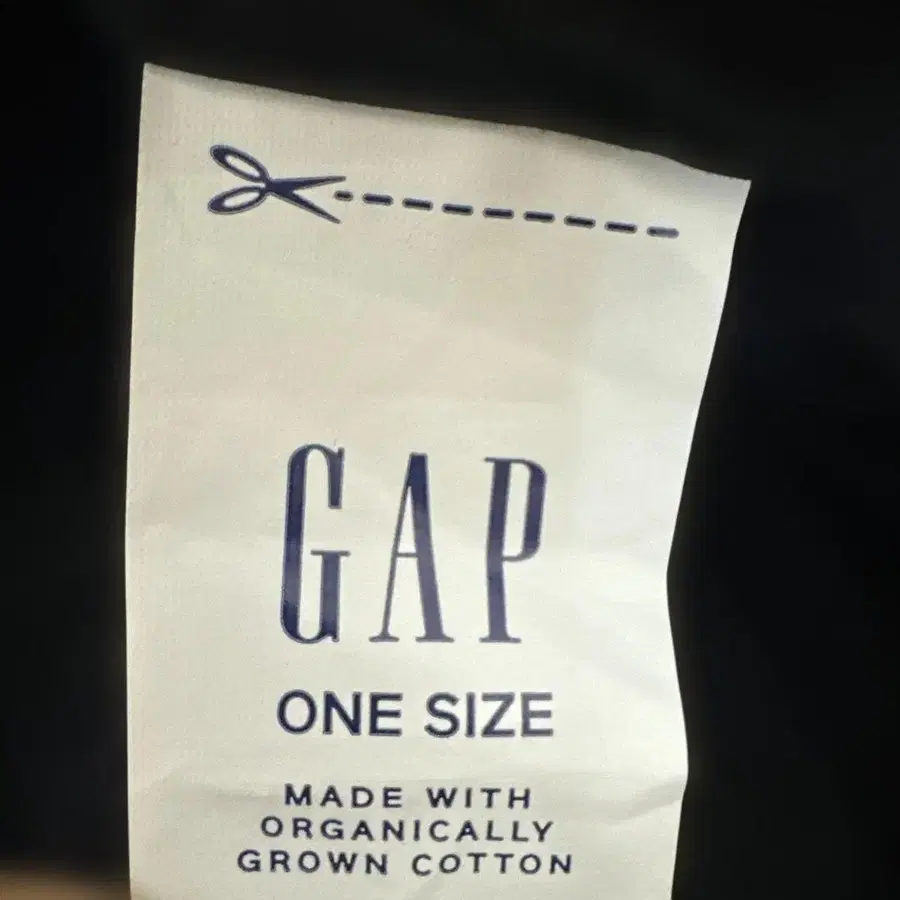 GAP
ONE SIZE
MADE WITH
ORGANICALLY
GROWN COTTON